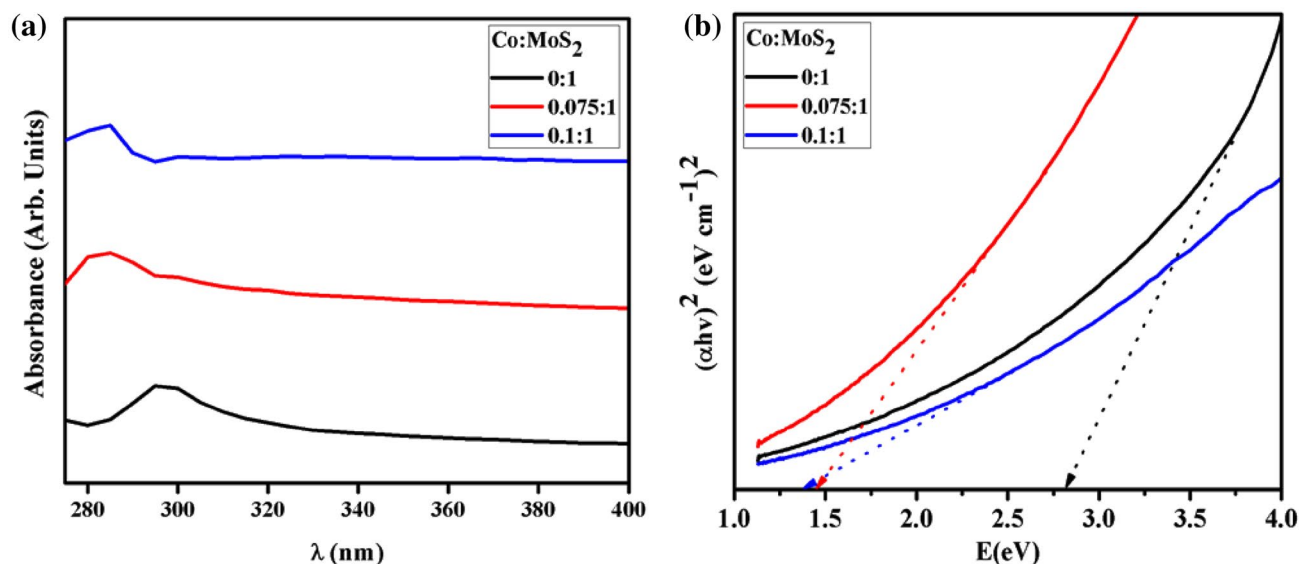 (a)
Co:MoS₂
0:1
0.075:1
0.1:1
Absorbance (Arb. Units)
280 300 320 340 360 380 400
λ (nm)
(b)
Co:MoS₂
0:1
0.075:1
0.1:1
(αhν)² (eV cm⁻¹)²
1.0 1.5 2.0 2.5 3.0 3.5 4.0
E(eV)